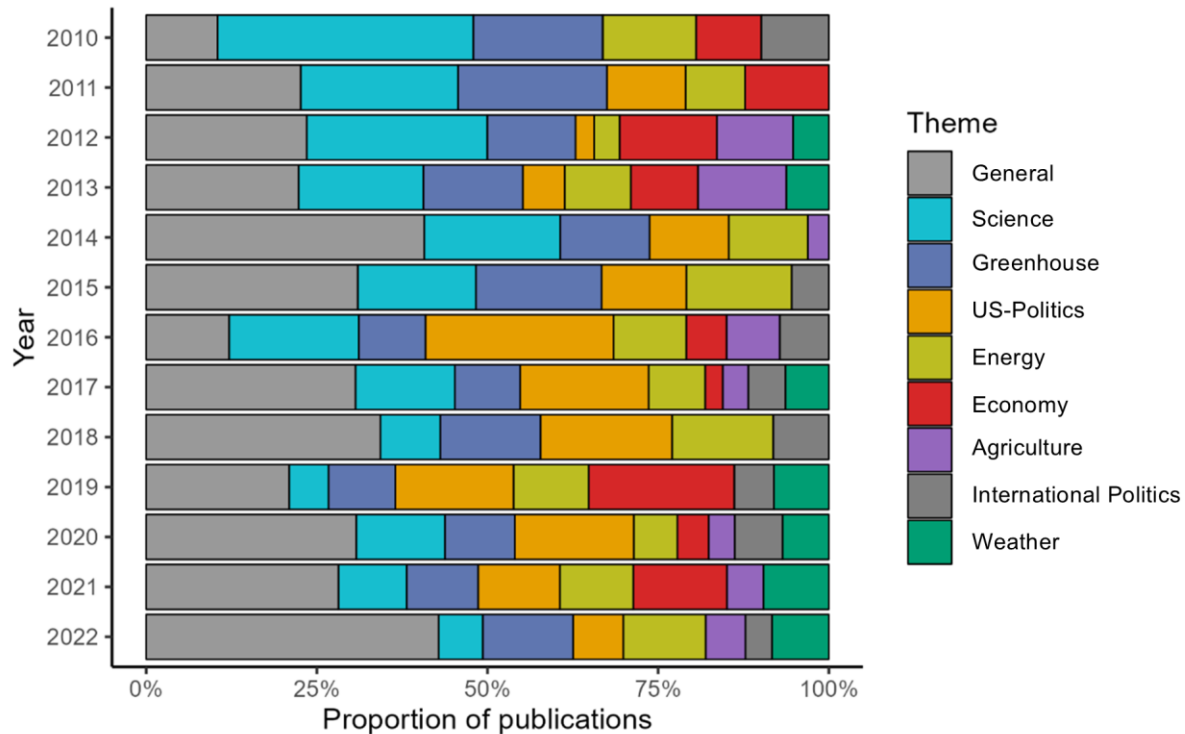 2010
2011
2012
2013
2014
2015
2016
2017
2018
2019
2020
2021
2022
Year
0% 25% 50% 75% 100%
Proportion of publications
Theme
General
Science
Greenhouse
US-Politics
Energy
Economy
Agriculture
International Politics
Weather